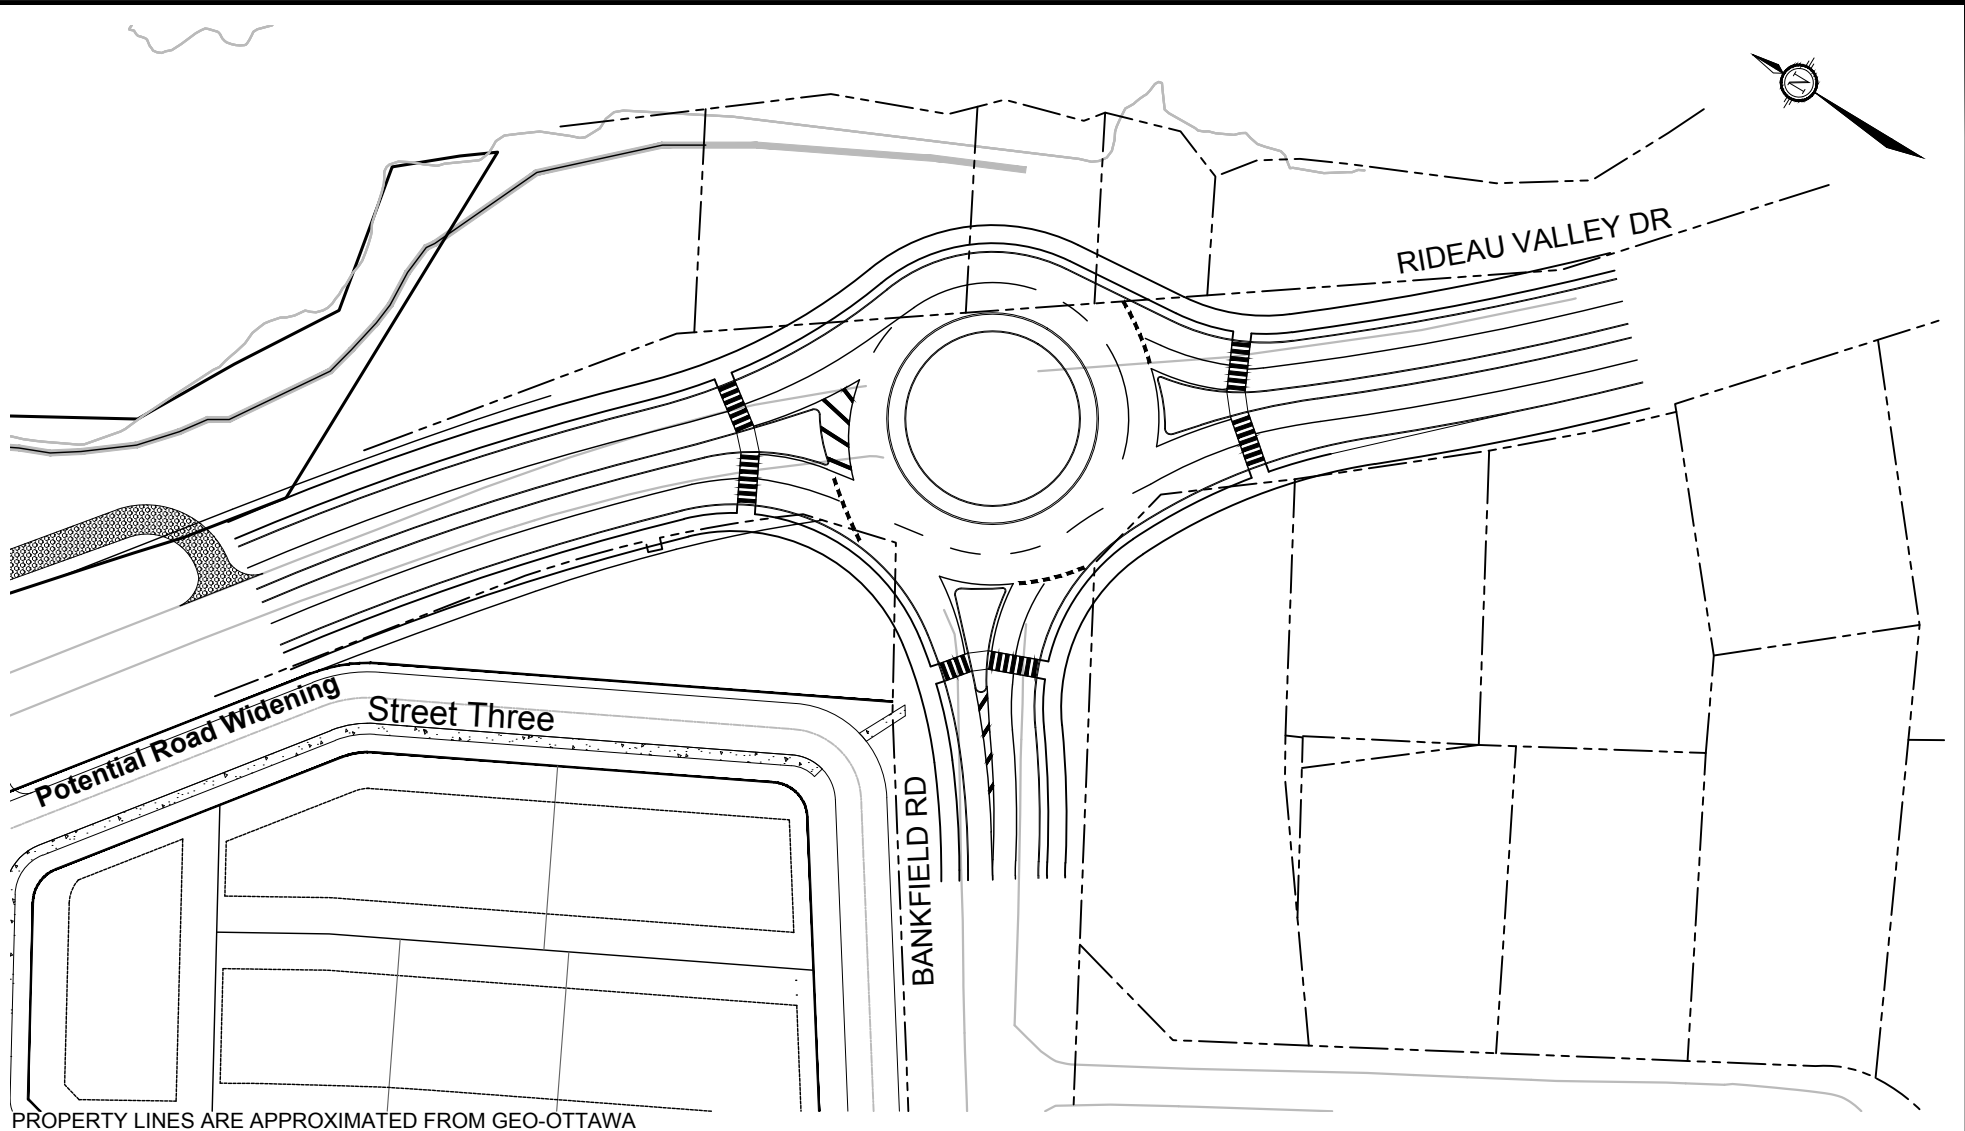 N
RIDEAU VALLEY DR
Potential Road Widening
Street Three
BANKFIELD RD
PROPERTY LINES ARE APPROXIMATED FROM GEO-OTTAWA